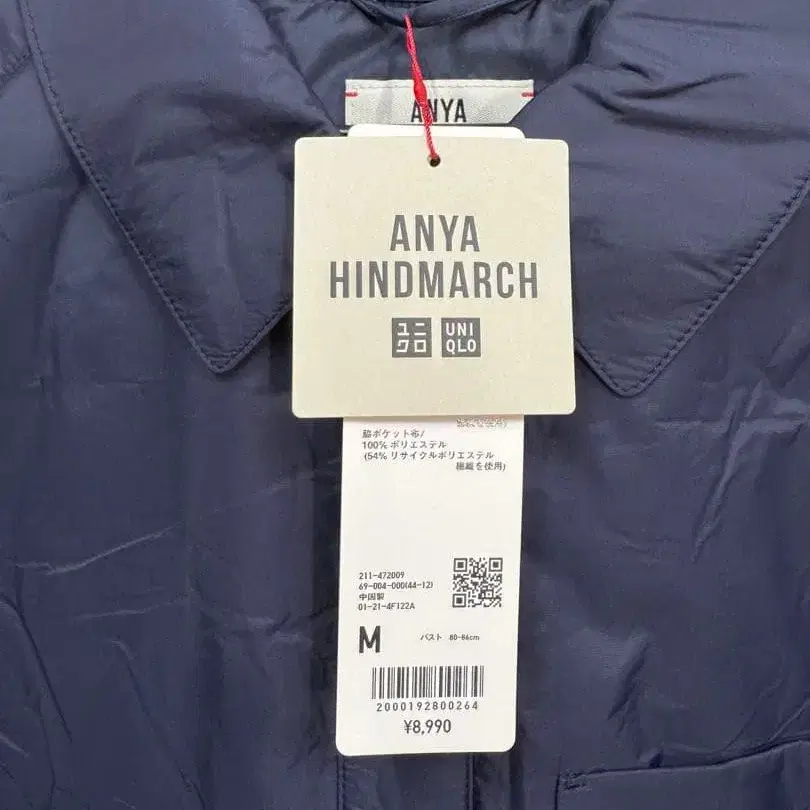 ANYA
ANYA
HINDMARCH
ユニ UNI
クロ QLO
脇ポケット布/
100% ポリエステル
(54% リサイクルポリエステル
繊維を使用)
211-472009
69-004-000(44-12)
中国製
01-21-4F122A
M バスト 80-86cm
2000192800264
¥8,990